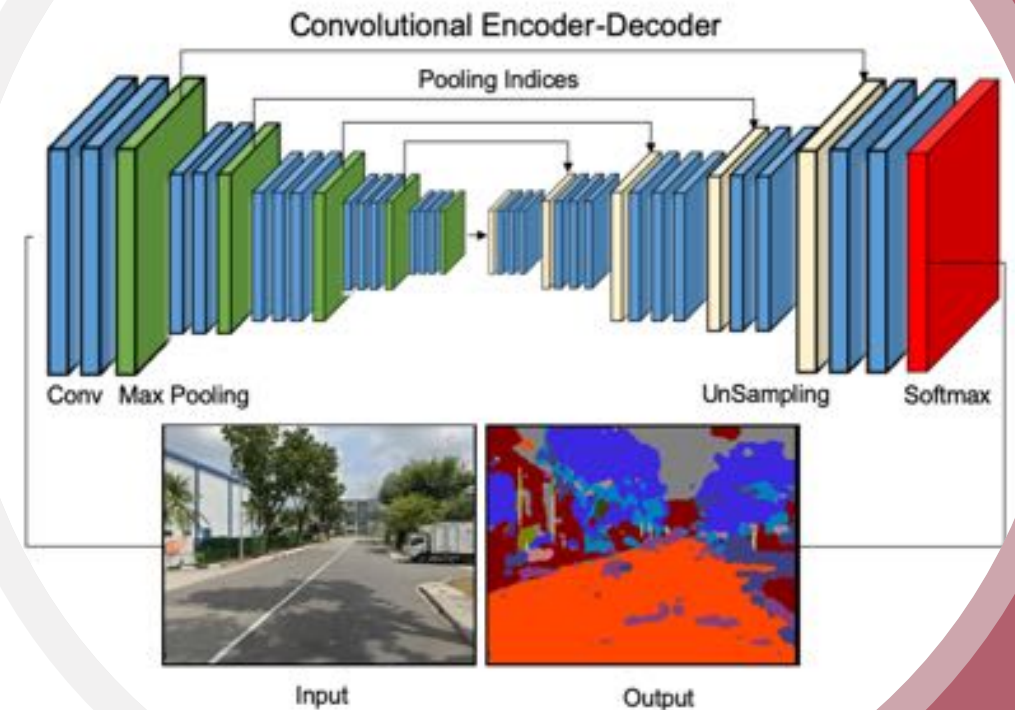 Convolutional Encoder-Decoder
Pooling Indices
Conv Max Pooling
UnSampling
Softmax
Input
Output